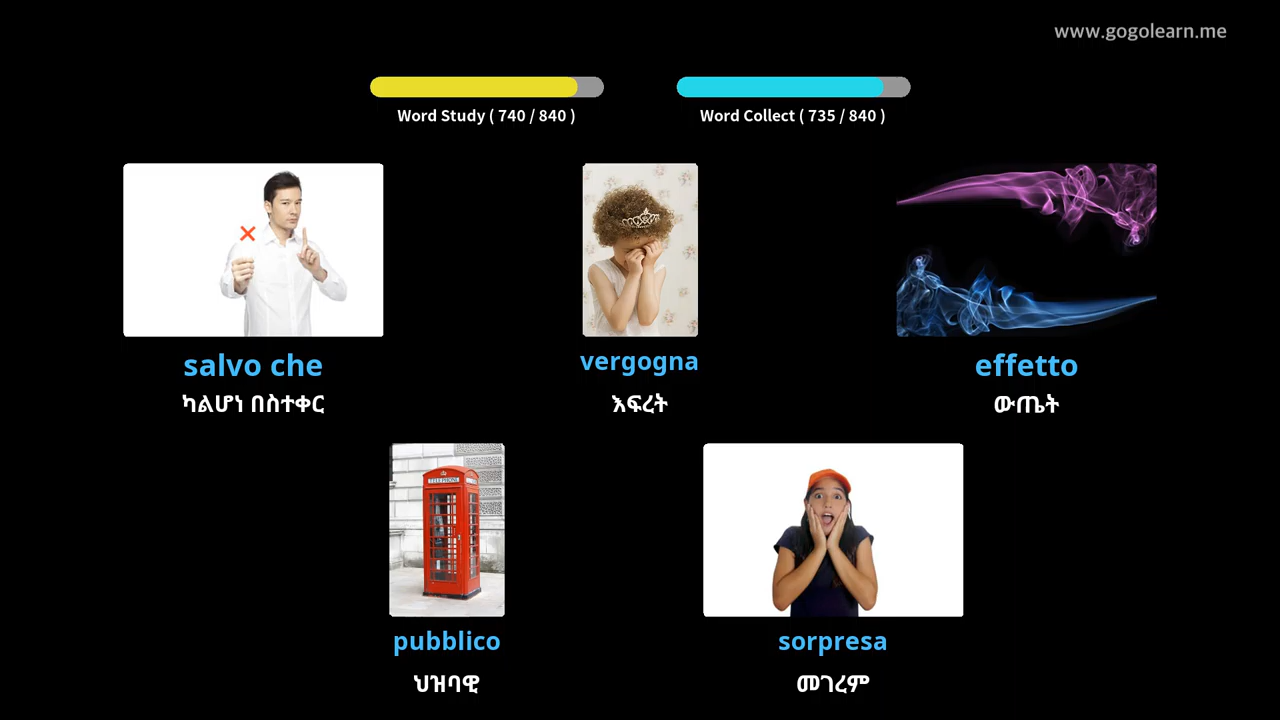 www.gogolearn.me
Word Study ( 740 / 840 )
Word Collect ( 735 / 840 )
salvo che
ካልሆነ በስተቀር
vergogna
እፍረት
effetto
ውጤት
TELEPHONE
pubblico
ህዝባዊ
sorpresa
መገረም